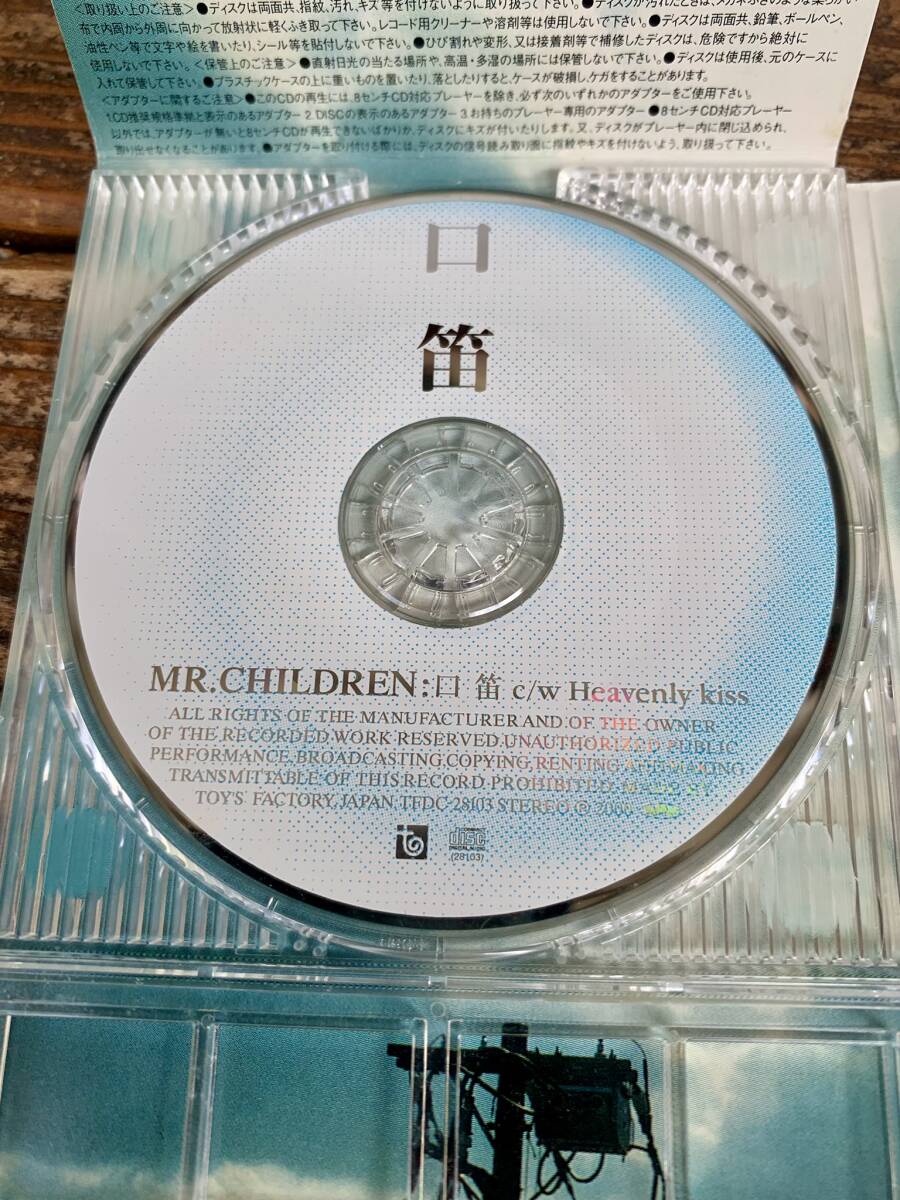 <取り扱い上のご注意>●ディスクは両面共、指紋、汚れ、キズ等を付けないように取り扱って下さい。●ディスクが汚れたときは、メガネふきのような柔らかい
布で内周から外周に向かって放射状に軽くふき取って下さい。レコード用クリーナーや溶剤等は使用しないで下さい。●ディスクは両面共、鉛筆、ボールペン、
油性ペン等で文字や絵を書いたり、シール等を貼付しないで下さい。●ひび割れや変形、又は接着剤等で補修したディスクは、危険ですから絶対に
使用しないで下さい。<保管上のご注意>●直射日光の当たる場所や、高温・多湿の場所には保管しないで下さい。●ディスクは使用後、元のケースに
入れて保管して下さい。●プラスチックケースの上に重いものを置いたり、落としたりすると、ケースが破損し、ケガをすることがあります。
<アダプターに関するご注意>●このCDの再生には、8センチCD対応プレーヤーを除き、必ず次のいずれかのアダプターをご使用下さい。
1.CD推奨規格準拠と表示のあるアダプター 2. DISCの表示のあるアダプター 3.お持ちのプレーヤー専用のアダプター●8センチCD対応プレーヤー
以外では、アダプターが無いと8センチCDが再生できないばかりか、ディスクにキズが付いたりします。又、ディスクがプレーヤー内に閉じ込められ、
取り出せなくなることがあります。●アダプターを取り付ける際には、ディスクの信号読み取り面に指紋やキズを付けないよう、取り扱って下さい。
口
笛
MR.CHILDREN:口 笛 c/w Heavenly kiss
ALL RIGHTS OF THE MANUFACTURER AND OF THE OWNER
OF THE RECORDED WORK RESERVED.UNAUTHORIZED PUBLIC
PERFORMANCE,BROADCASTING,COPYING,RENTING AND MAKING
TRANSMITTABLE OF THIS RECORD PROHIBITED. MADE BY
TOY'S FACTORY, JAPAN TFDC-28103 STEREO ℗ 2000
to
COMPACT
disc
DIGITAL AUDIO
(28103)